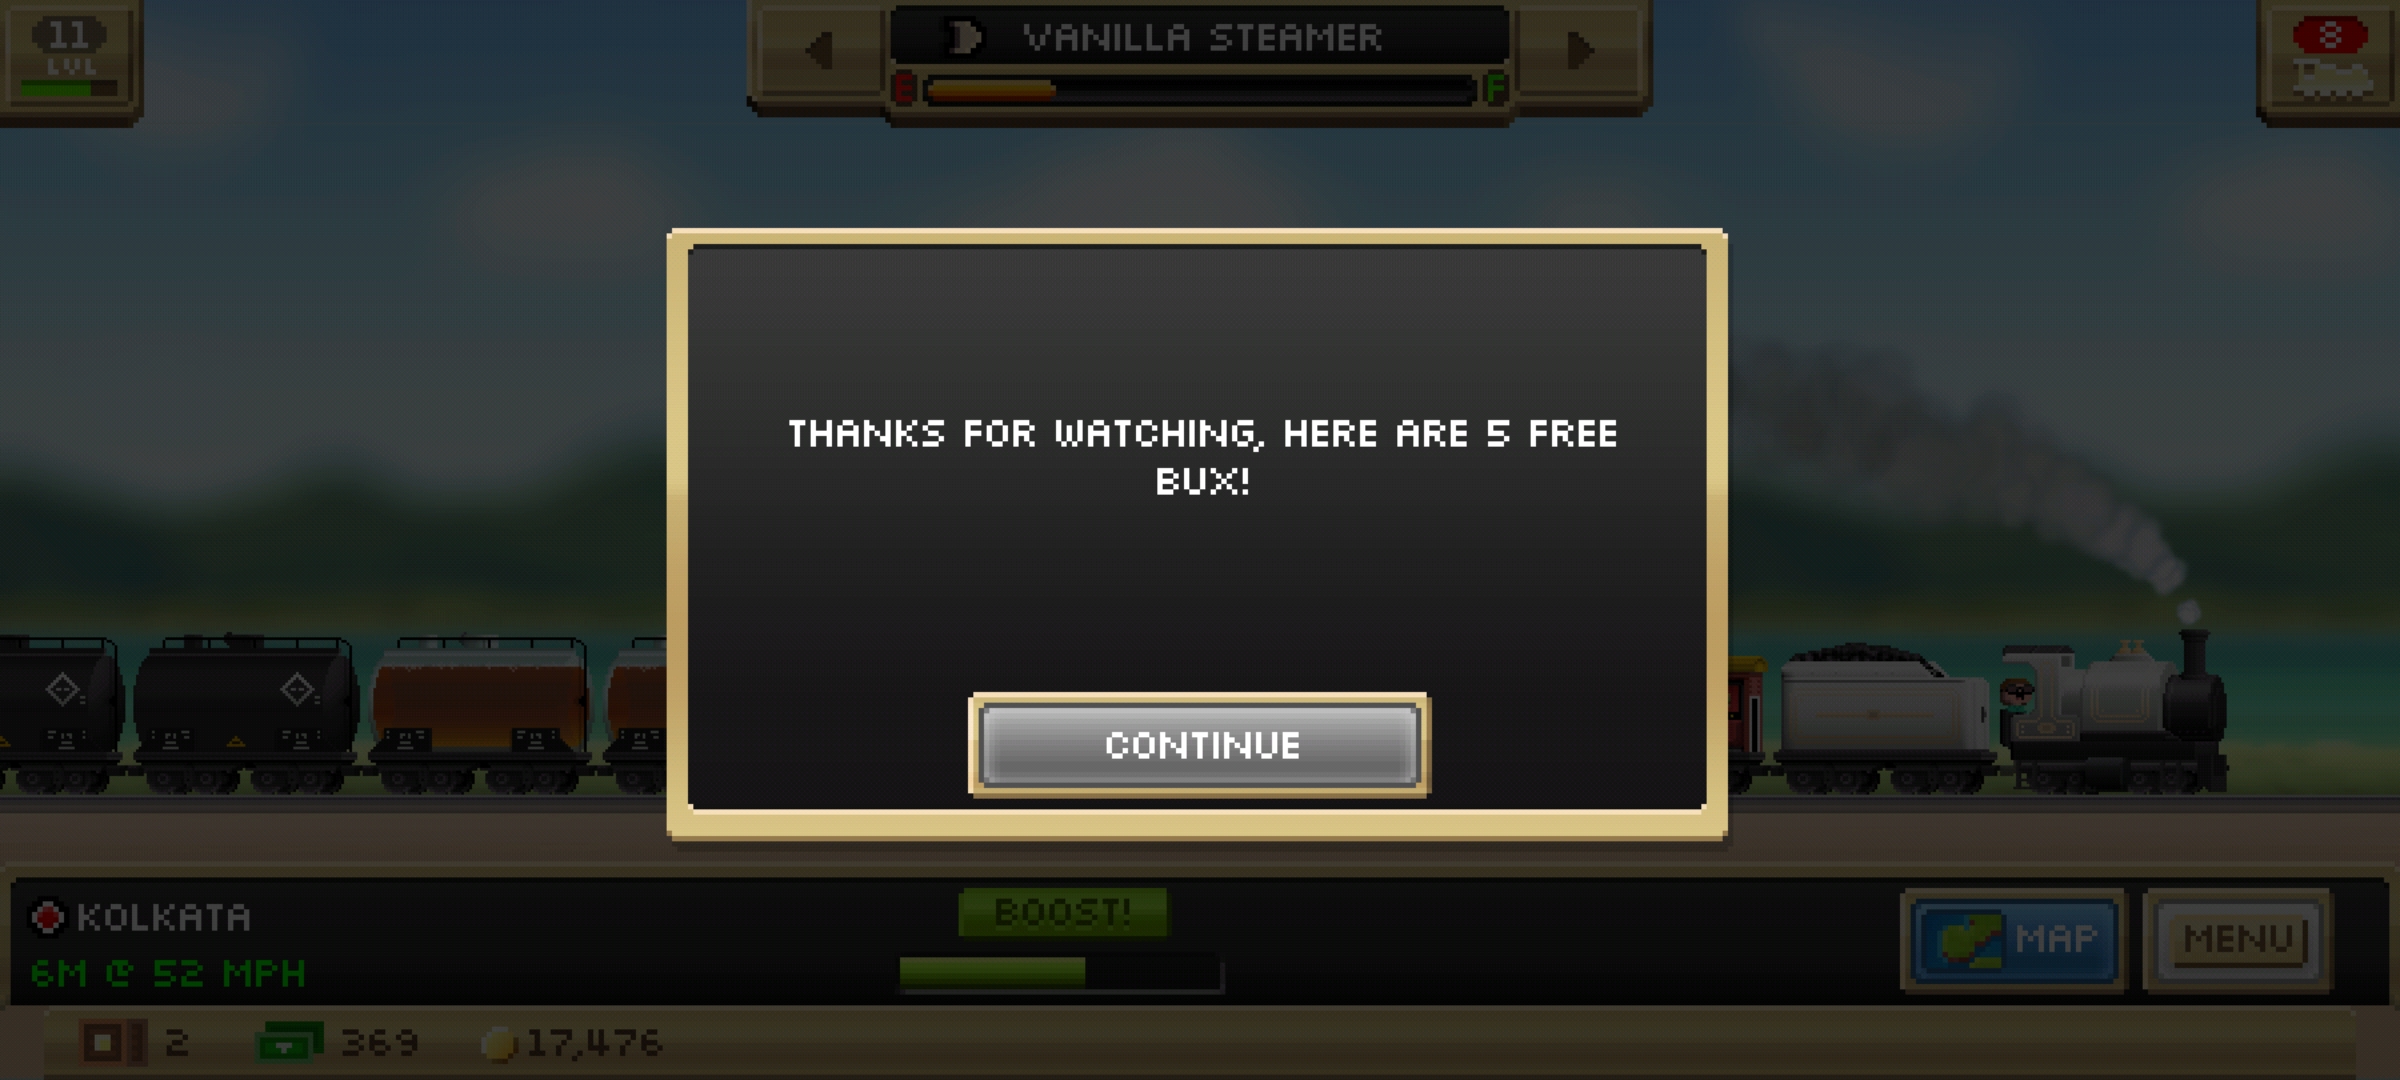 11
LVL
VANILLA STEAMER
E F
8
THANKS FOR WATCHING, HERE ARE 5 FREE
BUX!
CONTINUE
KOLKATA
6M @ 52 MPH
BOOST!
MAP
MENU
2 369 17,476